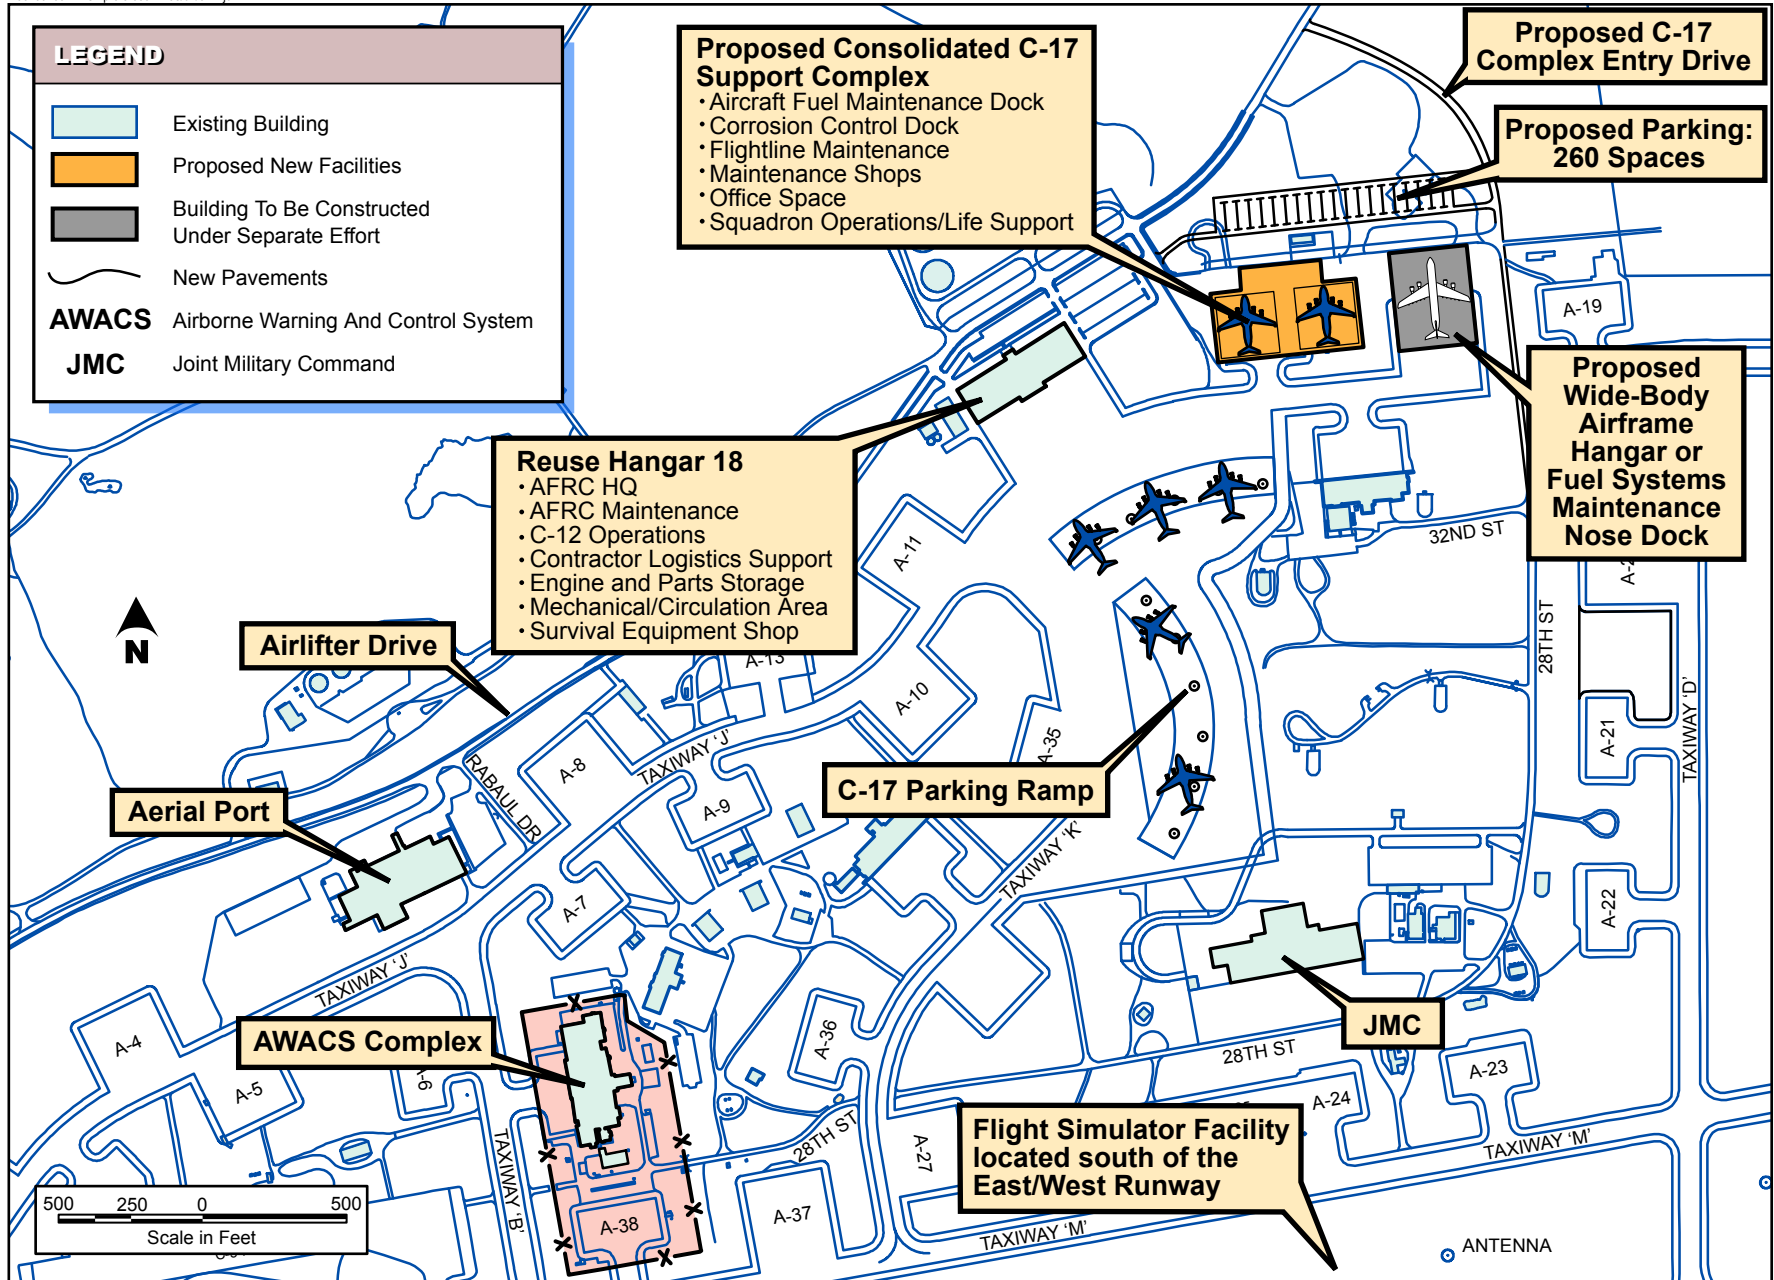 LEGEND
Existing Building
Proposed New Facilities
Building To Be Constructed
Under Separate Effort
New Pavements
AWACS Airborne Warning And Control System
JMC Joint Military Command
Proposed Consolidated C-17
Support Complex
• Aircraft Fuel Maintenance Dock
• Corrosion Control Dock
• Flightline Maintenance
• Maintenance Shops
• Office Space
• Squadron Operations/Life Support
Proposed C-17
Complex Entry Drive
Proposed Parking:
260 Spaces
A-19
Proposed
Wide-Body
Airframe
Hangar or
Fuel Systems
Maintenance
Nose Dock
Reuse Hangar 18
• AFRC HQ
• AFRC Maintenance
• C-12 Operations
• Contractor Logistics Support
• Engine and Parts Storage
• Mechanical/Circulation Area
• Survival Equipment Shop
A-11
32ND ST
28TH ST
N
Airlifter Drive
A-13
A-10
A-35
A-21
TAXIWAY 'D'
TAXIWAY 'J'
A-8
RABAUL DR
A-9
C-17 Parking Ramp
Aerial Port
TAXIWAY 'K'
A-7
A-22
TAXIWAY 'J'
A-4
A-5
A-6
AWACS Complex
A-36
JMC
28TH ST
A-23
A-24
28TH ST
A-27
TAXIWAY 'B'
TAXIWAY 'M'
Flight Simulator Facility
located south of the
East/West Runway
A-38
A-37
TAXIWAY 'M'
ANTENNA
500 250 0 500
Scale in Feet